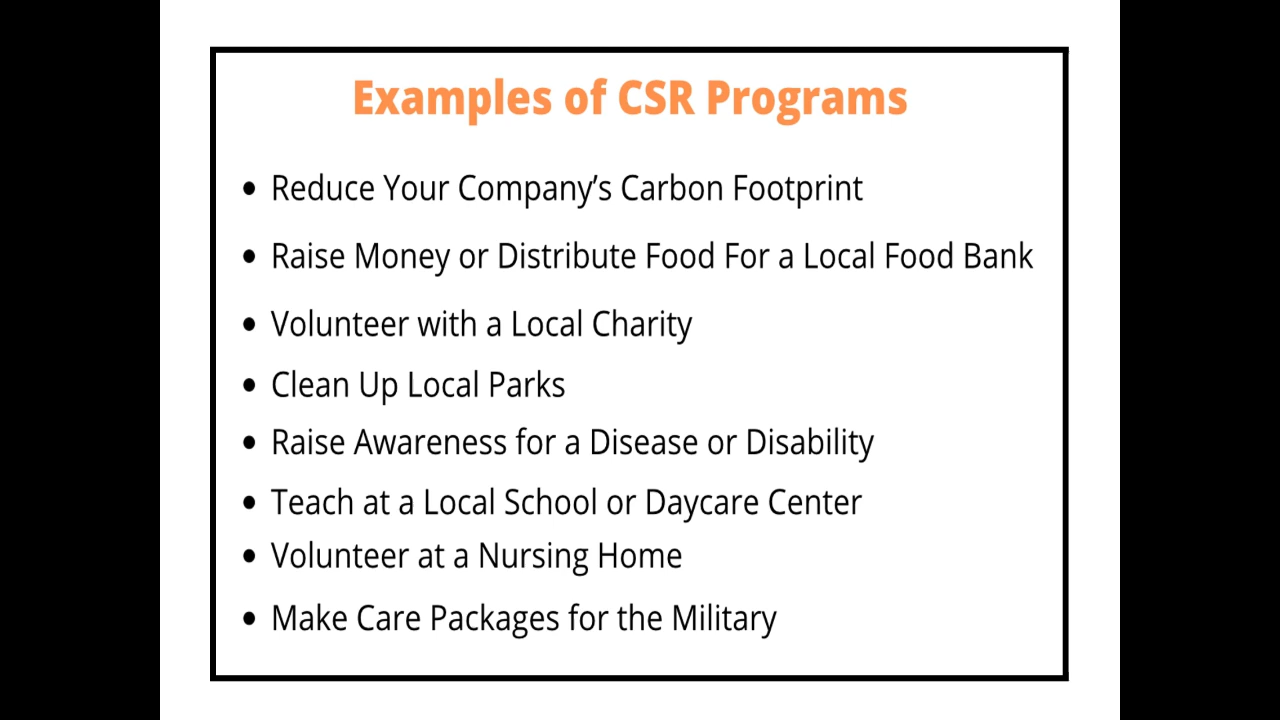 Examples of CSR Programs
• Reduce Your Company’s Carbon Footprint
• Raise Money or Distribute Food For a Local Food Bank
• Volunteer with a Local Charity
• Clean Up Local Parks
• Raise Awareness for a Disease or Disability
• Teach at a Local School or Daycare Center
• Volunteer at a Nursing Home
• Make Care Packages for the Military